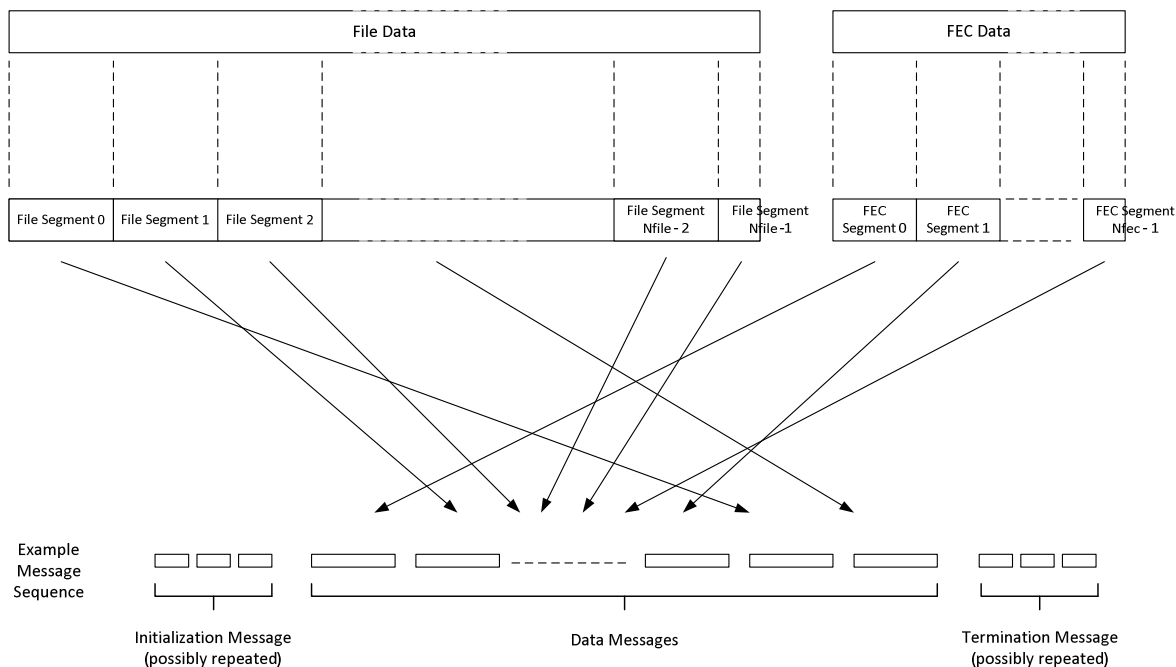 File Data
FEC Data
File Segment 0
File Segment 1
File Segment 2
File Segment
Nfile - 2
File Segment
Nfile -1
FEC
Segment 0
FEC
Segment 1
FEC Segment
Nfec - 1
Example
Message
Sequence
Initialization Message
(possibly repeated)
Data Messages
Termination Message
(possibly repeated)